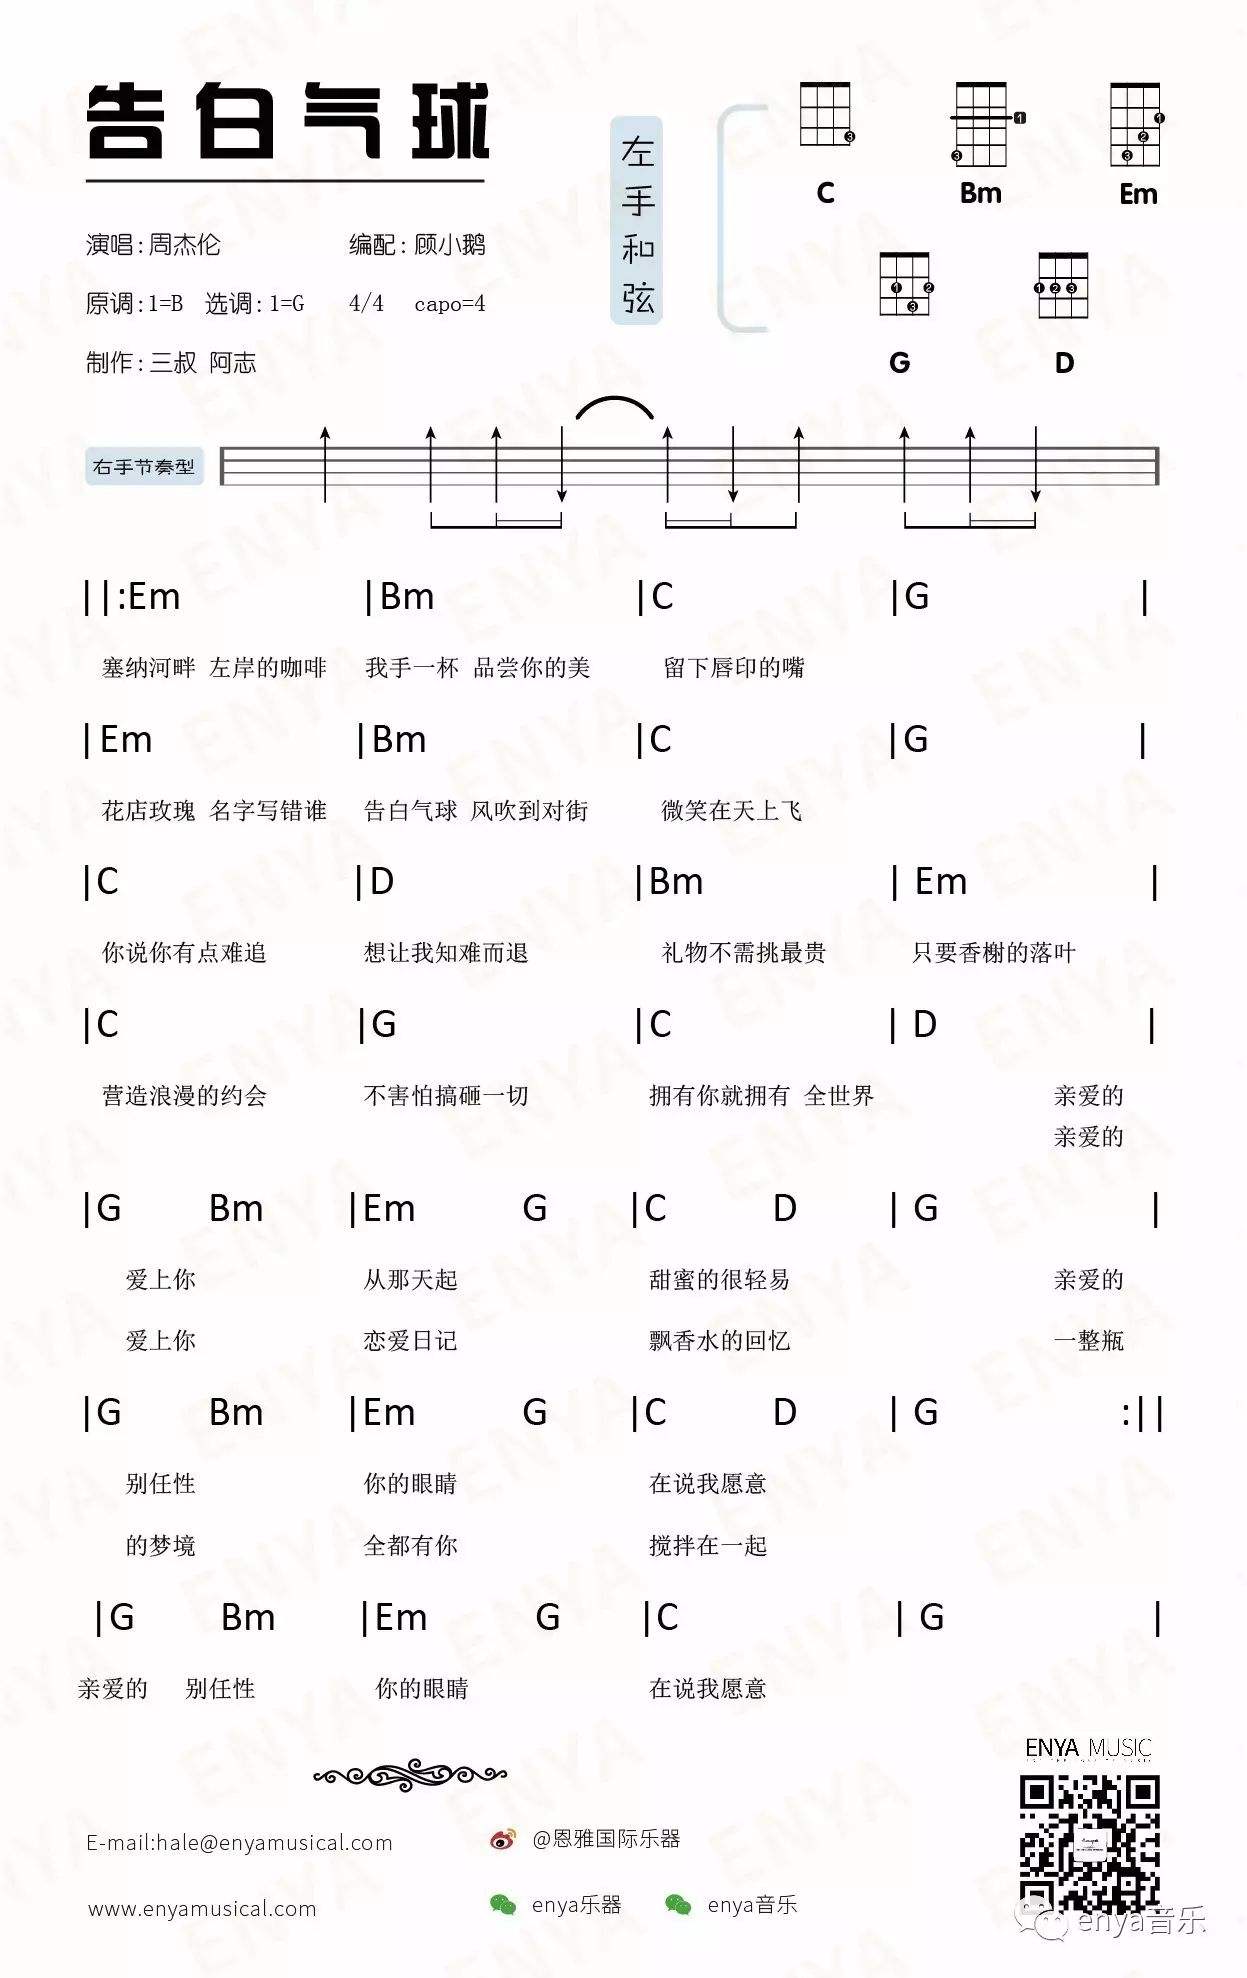 告白气球
演唱:周杰伦 编配:顾小鹅
原调:1=B 选调:1=G 4/4 capo=4
制作:三叔 阿志
左手和弦
C Bm Em
G D
右手节奏型
||:Em |Bm |C |G |
塞纳河畔 左岸的咖啡 我手一杯 品尝你的美 留下唇印的嘴
|Em |Bm |C |G |
花店玫瑰 名字写错谁 告白气球 风吹到对街 微笑在天上飞
|C |D |Bm | Em |
你说你有点难追 想让我知难而退 礼物不需挑最贵 只要香榭的落叶
|C |G |C | D |
营造浪漫的约会 不害怕搞砸一切 拥有你就拥有 全世界 亲爱的
亲爱的
|G Bm |Em G |C D | G |
爱上你 从那天起 甜蜜的很轻易 亲爱的
爱上你 恋爱日记 飘香水的回忆 一整瓶
|G Bm |Em G |C D | G :||
别任性 你的眼睛 在说我愿意
的梦境 全都有你 搅拌在一起
|G Bm |Em G |C | G |
亲爱的 别任性 你的眼睛 在说我愿意
ENYA MUSIC
E-mail:hale@enyamusical.com @恩雅国际乐器
www.enyamusical.com enya乐器 enya音乐
enya音乐